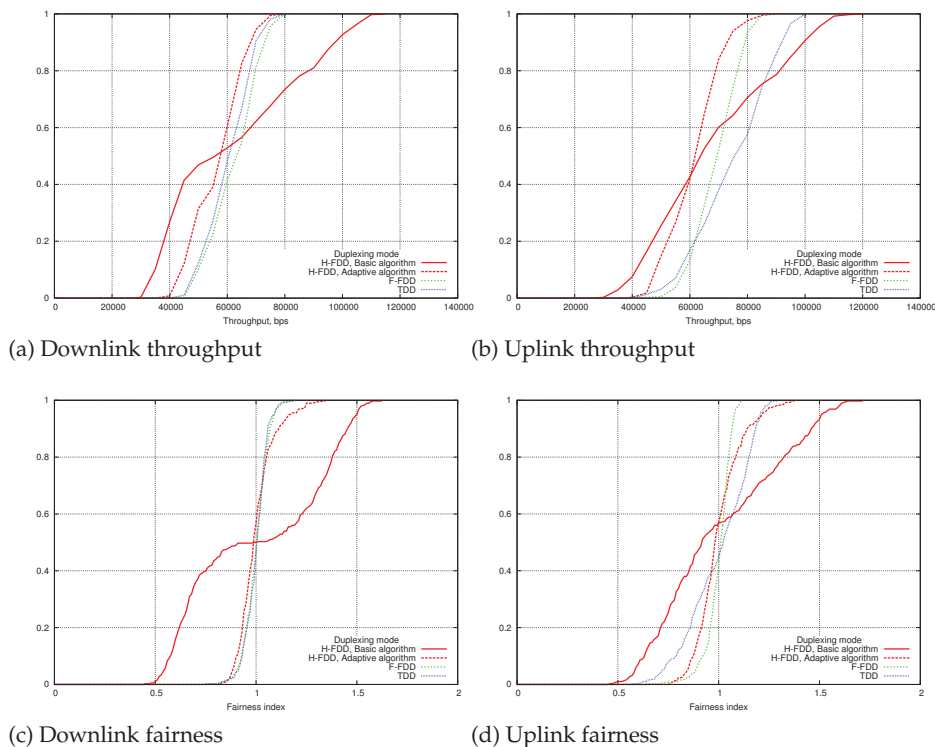 1
0.8
0.6
0.4
0.2
0
0 20000 40000 60000 80000 100000 120000 140000
Throughput, bps
Duplexing mode
H-FDD, Basic algorithm
H-FDD, Adaptive algorithm
F-FDD
TDD
(a) Downlink throughput
1
0.8
0.6
0.4
0.2
0
0 20000 40000 60000 80000 100000 120000 140000
Throughput, bps
Duplexing mode
H-FDD, Basic algorithm
H-FDD, Adaptive algorithm
F-FDD
TDD
(b) Uplink throughput
1
0.8
0.6
0.4
0.2
0
0 0.5 1 1.5 2
Fairness index
Duplexing mode
H-FDD, Basic algorithm
H-FDD, Adaptive algorithm
F-FDD
TDD
(c) Downlink fairness
1
0.8
0.6
0.4
0.2
0
0 0.5 1 1.5 2
Fairness index
Duplexing mode
H-FDD, Basic algorithm
H-FDD, Adaptive algorithm
F-FDD
TDD
(d) Uplink fairness